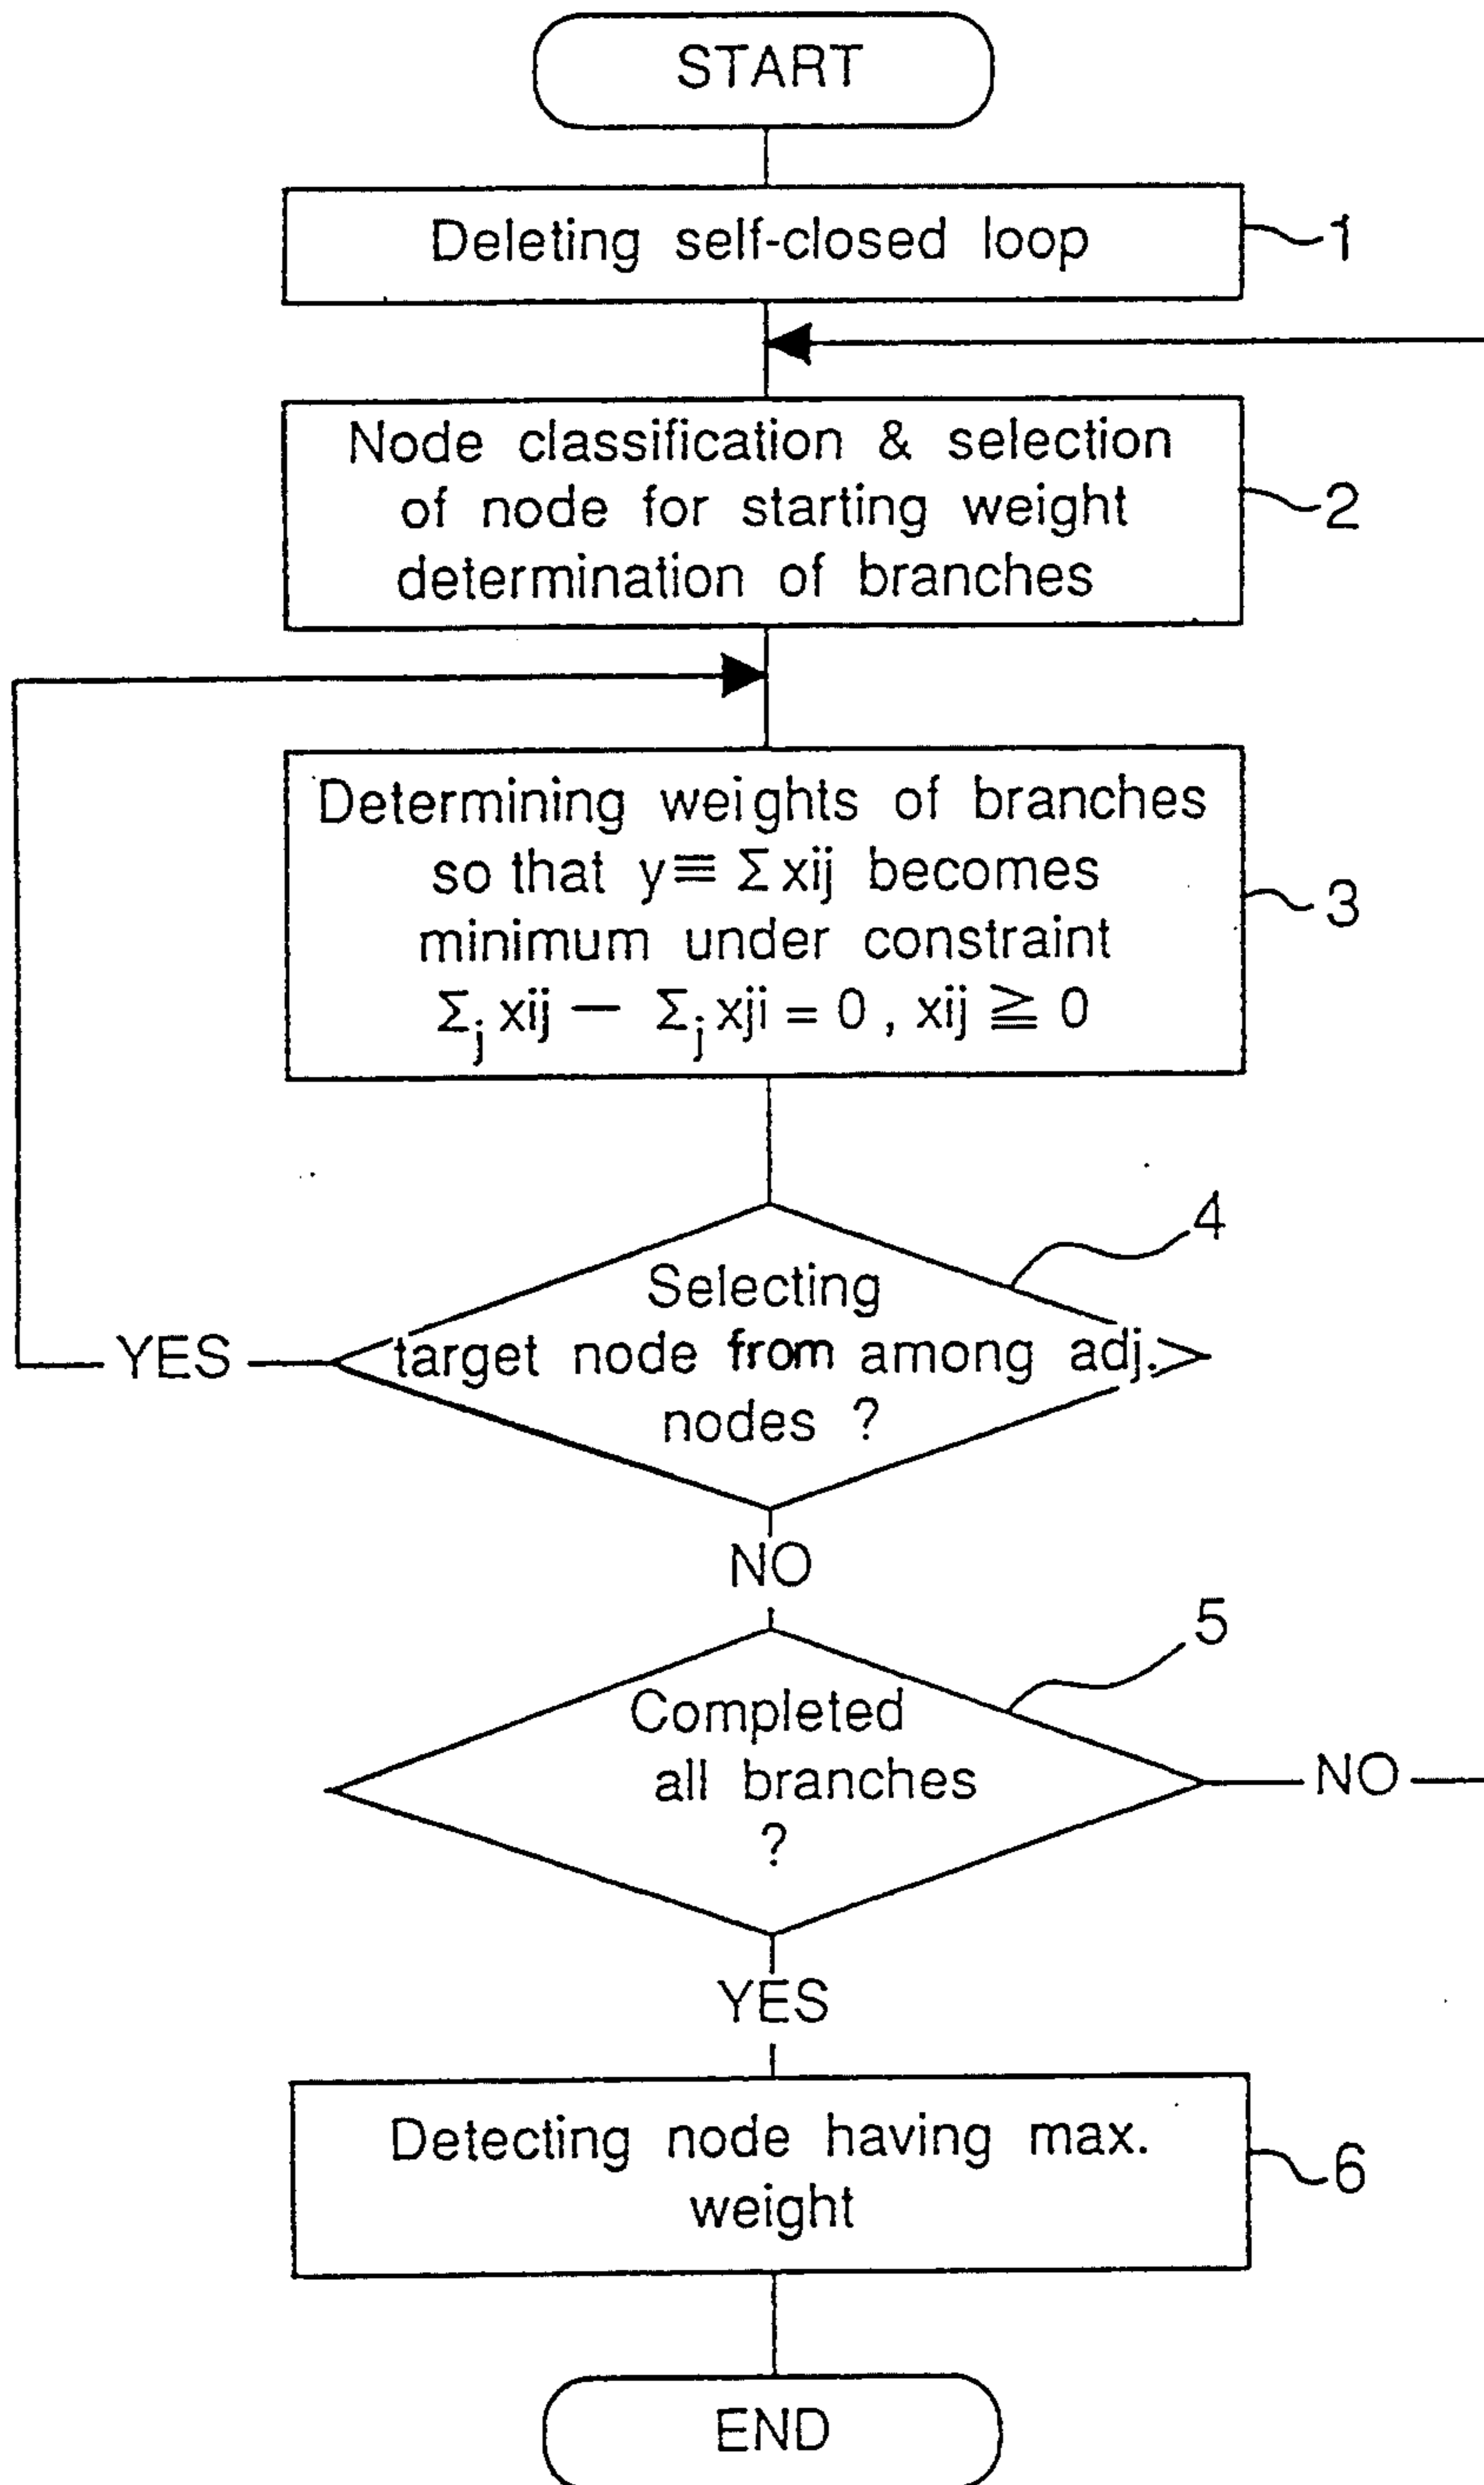 START
Deleting self-closed loop
1
Node classification & selection
of node for starting weight
determination of branches
2
Determining weights of branches
so that y≡ Σxij becomes
minimum under constraint
Σj xij − Σj xji = 0 , xij ≧ 0
3
4
Selecting
target node from among adj.
nodes ?
YES
NO
5
Completed
all branches
?
NO
YES
Detecting node having max.
weight
6
END